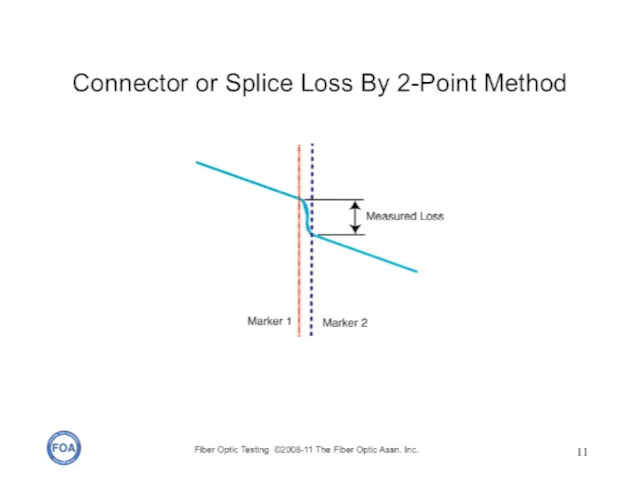 Connector or Splice Loss By 2-Point Method
Measured Loss
Marker 1
Marker 2
FOA
Fiber Optic Testing ©2008-11 The Fiber Optic Assn. Inc.
11